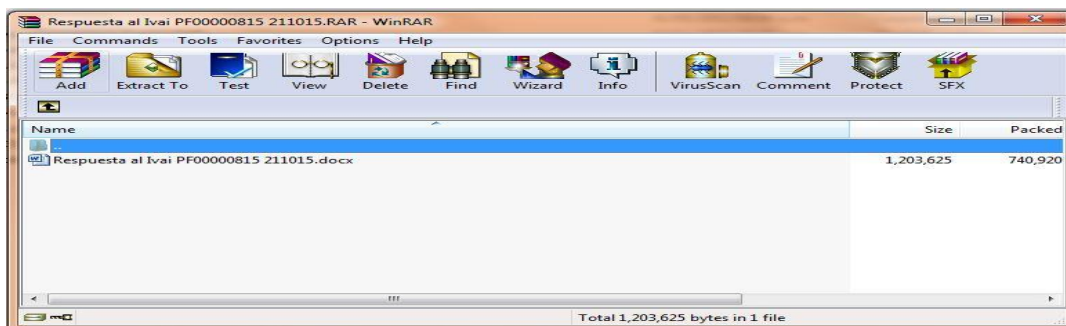 Respuesta al Ivai PF00000815 211015.RAR - WinRAR
File Commands Tools Favorites Options Help
Add Extract To Test View Delete Find Wizard Info VirusScan Comment Protect SFX
Name Size Packed
..
Respuesta al Ivai PF00000815 211015.docx 1,203,625 740,920
Total 1,203,625 bytes in 1 file